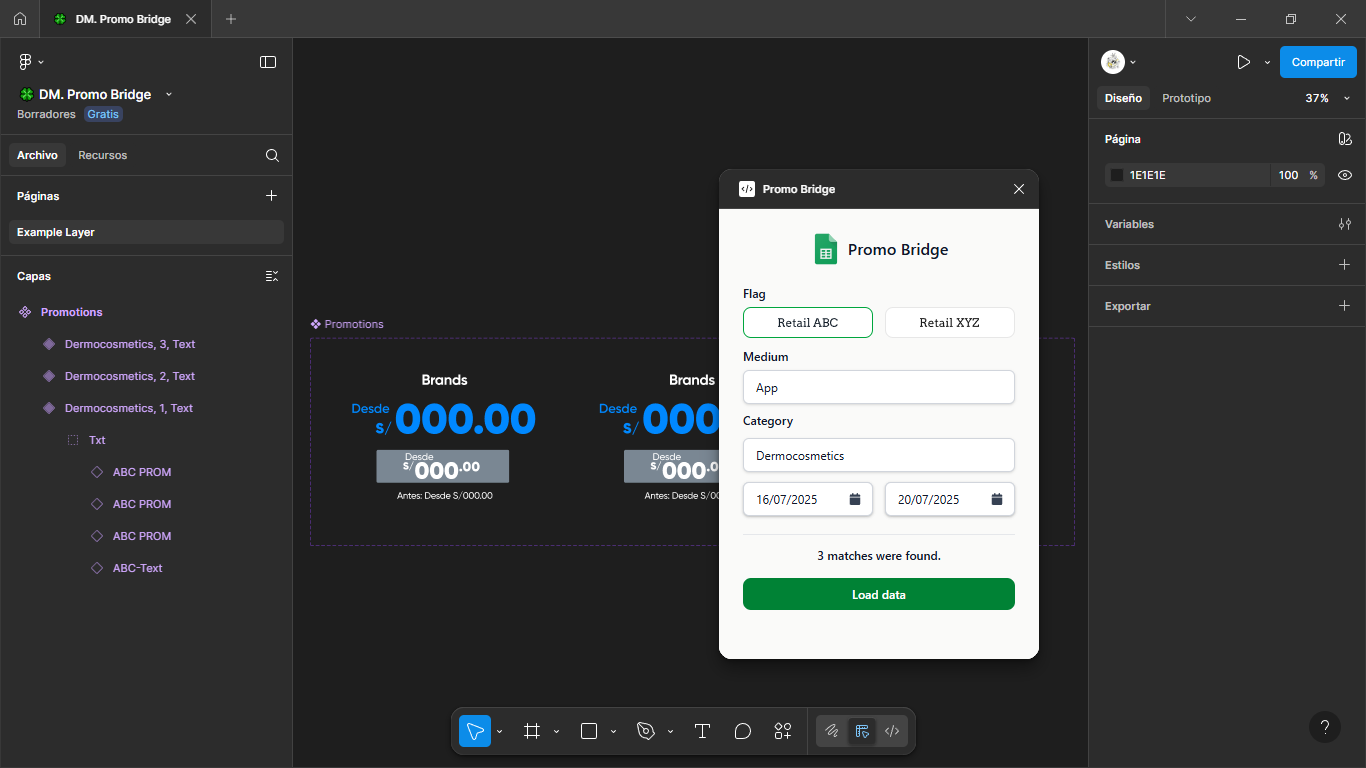 DM. Promo Bridge
DM. Promo Bridge
Borradores Gratis
Archivo Recursos
Páginas
Example Layer
Capas
Promotions
Dermocosmetics, 3, Text
Dermocosmetics, 2, Text
Dermocosmetics, 1, Text
Txt
ABC PROM
ABC PROM
ABC PROM
ABC-Text
Promotions
Brands
Desde
S/ 000.00
Desde
S/ 000.00
Antes: Desde S/000.00
Brands
Desde
S/ 000
Desde
S/ 000.0
Antes: Desde S/00
Promo Bridge
Promo Bridge
Flag
Retail ABC Retail XYZ
Medium
App
Category
Dermocosmetics
16/07/2025 20/07/2025
3 matches were found.
Load data
Compartir
Diseño Prototipo 37%
Página
1E1E1E 100 %
Variables
Estilos
Exportar
?